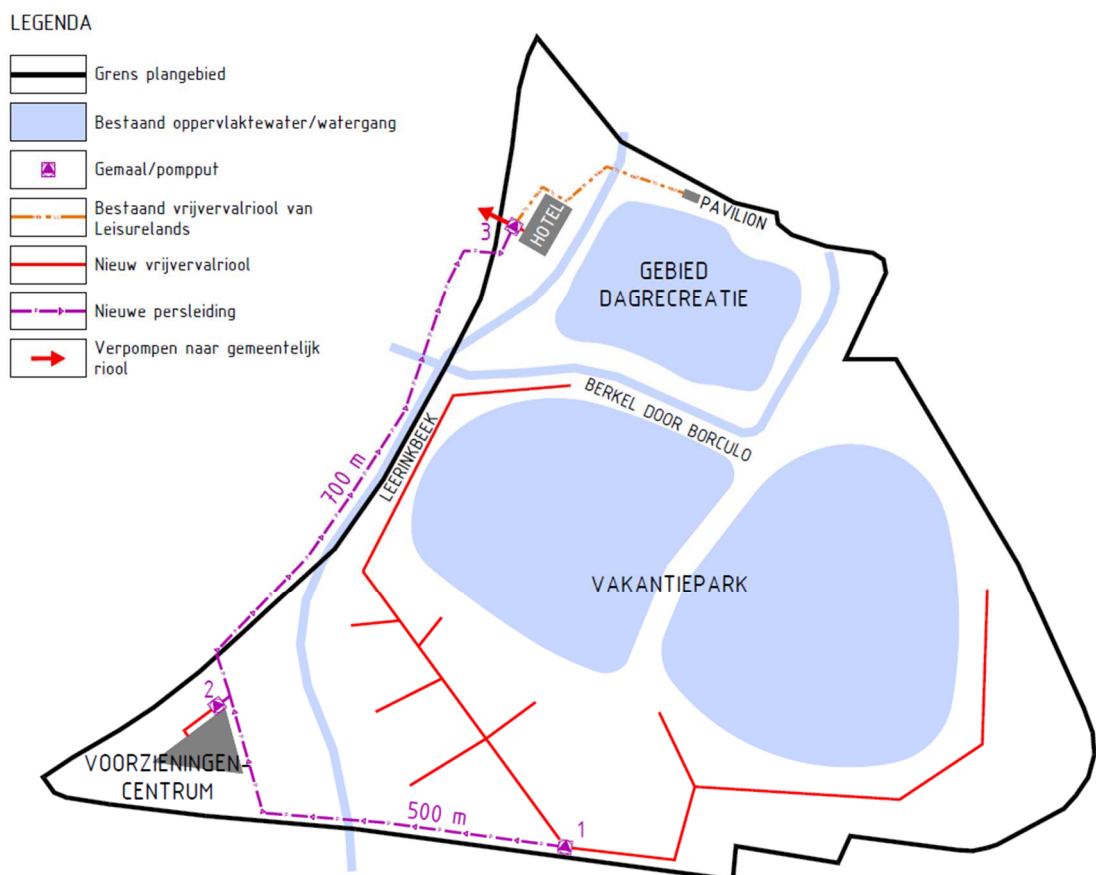 LEGENDA
Grens plangebied
Bestaand oppervlaktewater/watergang
Gemaal/pompput
Bestaand vrijvervalriool van
Leisurelands
Nieuw vrijvervalriool
Nieuwe persleiding
Verpompen naar gemeentelijk
riool
PAVILION
HOTEL
3
GEBIED
DAGRECREATIE
BERKEL DOOR BORCULO
LEERINKBEEK
700 m
VAKANTIEPARK
2
VOORZIENINGEN-
CENTRUM
500 m
1